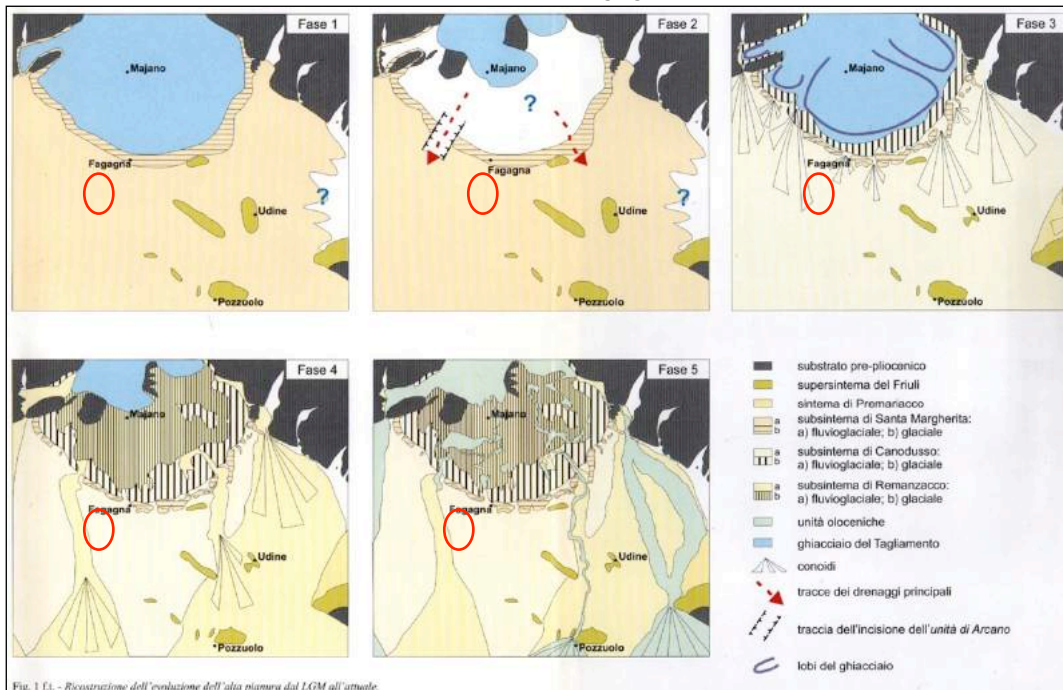 Fase 1
Majano
Fagagna
?
Udine
Pozzuolo
Fase 2
Majano
?
Fagagna
?
Udine
Pozzuolo
Fase 3
Majano
Fagagna
Udine
Pozzuolo
Fase 4
Majano
Fagagna
Udine
Pozzuolo
Fase 5
Majano
Fagagna
Udine
Pozzuolo
substrato pre-pliocenico
supersintema del Friuli
sintema di Premariacco
a subsintema di Santa Margherita:
b a) fluvioglaciale; b) glaciale
a subsintema di Canodusso:
b a) fluvioglaciale; b) glaciale
a subsintema di Remanzacco:
b a) fluvioglaciale; b) glaciale
unità oloceniche
ghiacciaio del Tagliamento
conoidi
tracce dei drenaggi principali
traccia dell'incisione dell'unità di Arcano
lobi del ghiacciaio
Fig. 1 f.t. - Ricostruzione dell'evoluzione dell'alta pianura dal LGM all'attuale.